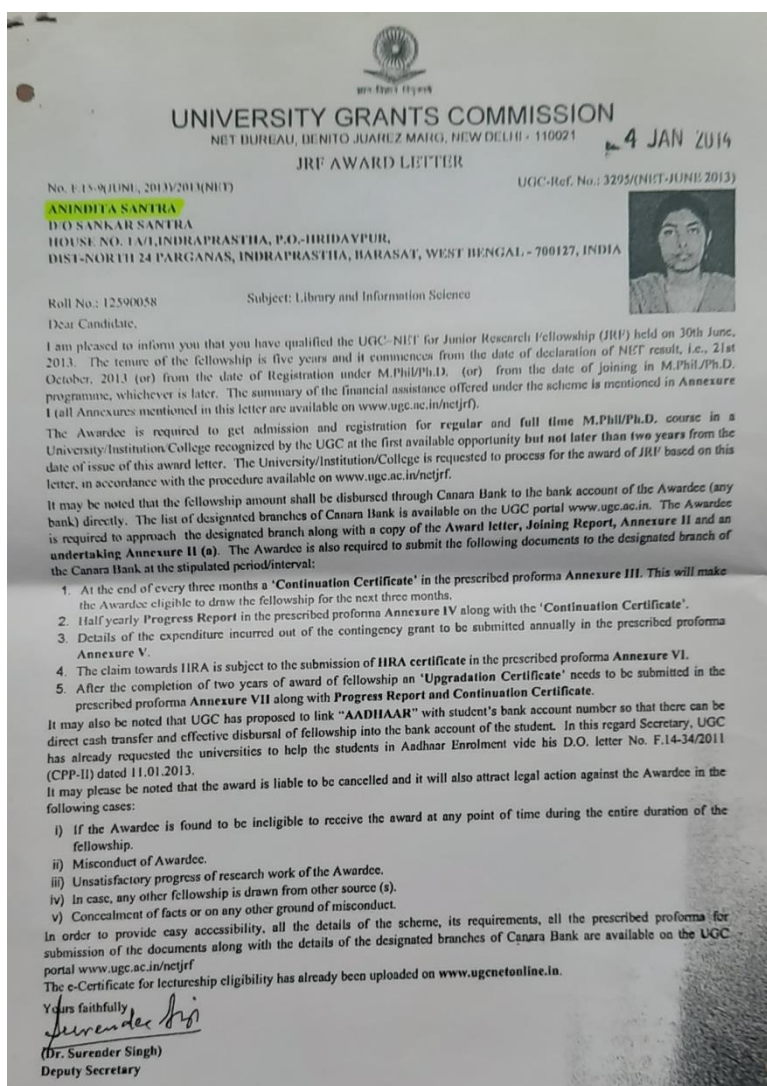 UNIVERSITY GRANTS COMMISSION
NET BUREAU, BENITO JUAREZ MARG, NEW DELHI - 110021
4 JAN 2014
JRF AWARD LETTER
No. F.15-9(JUNE, 2013)/2013(NET)
UGC-Ref. No.: 3295/(NET-JUNE 2013)
ANINDITA SANTRA
D/O SANKAR SANTRA
HOUSE NO. 1A/1,INDRAPRASTHA, P.O.-HRIDAYPUR,
DIST-NORTH 24 PARGANAS, INDRAPRASTHA, BARASAT, WEST BENGAL - 700127, INDIA
Roll No.: 12590058
Subject: Library and Information Science
Dear Candidate,
I am pleased to inform you that you have qualified the UGC-NET for Junior Research Fellowship (JRF) held on 30th June,
2013. The tenure of the fellowship is five years and it commences from the date of declaration of NET result, i.e., 21st
October, 2013 (or) from the date of Registration under M.Phil/Ph.D. (or) from the date of joining in M.Phil./Ph.D.
programme, whichever is later. The summary of the financial assistance offered under the scheme is mentioned in Annexure
I (all Annexures mentioned in this letter are available on www.ugc.ac.in/netjrf).
The Awardee is required to get admission and registration for regular and full time M.Phil/Ph.D. course in a
University/Institution/College recognized by the UGC at the first available opportunity but not later than two years from the
date of issue of this award letter. The University/Institution/College is requested to process for the award of JRF based on this
letter, in accordance with the procedure available on www.ugc.ac.in/netjrf.
It may be noted that the fellowship amount shall be disbursed through Canara Bank to the bank account of the Awardee (any
bank) directly. The list of designated branches of Canara Bank is available on the UGC portal www.ugc.ac.in. The Awardee
is required to approach the designated branch along with a copy of the Award letter, Joining Report, Annexure II and an
undertaking Annexure II (a). The Awardee is also required to submit the following documents to the designated branch of
the Canara Bank at the stipulated period/interval:
1. At the end of every three months a 'Continuation Certificate' in the prescribed proforma Annexure III. This will make
the Awardee eligible to draw the fellowship for the next three months.
2. Half yearly Progress Report in the prescribed proforma Annexure IV along with the 'Continuation Certificate'.
3. Details of the expenditure incurred out of the contingency grant to be submitted annually in the prescribed proforma
Annexure V.
4. The claim towards HRA is subject to the submission of HRA certificate in the prescribed proforma Annexure VI.
5. After the completion of two years of award of fellowship an 'Upgradation Certificate' needs to be submitted in the
prescribed proforma Annexure VII along with Progress Report and Continuation Certificate.
It may also be noted that UGC has proposed to link "AADHAAR" with student's bank account number so that there can be
direct cash transfer and effective disbursal of fellowship into the bank account of the student. In this regard Secretary, UGC
has already requested the universities to help the students in Aadhaar Enrolment vide his D.O. letter No. F.14-34/2011
(CPP-II) dated 11.01.2013.
It may please be noted that the award is liable to be cancelled and it will also attract legal action against the Awardee in the
following cases:
i) If the Awardee is found to be ineligible to receive the award at any point of time during the entire duration of the
fellowship.
ii) Misconduct of Awardee.
iii) Unsatisfactory progress of research work of the Awardee.
iv) In case, any other fellowship is drawn from other source (s).
v) Concealment of facts or on any other ground of misconduct.
In order to provide easy accessibility, all the details of the scheme, its requirements, all the prescribed proforma for
submission of the documents along with the details of the designated branches of Canara Bank are available on the UGC
portal www.ugc.ac.in/netjrf
The e-Certificate for lectureship eligibility has already been uploaded on www.ugcnetonline.in.
Yours faithfully
Surender Singh
(Dr. Surender Singh)
Deputy Secretary